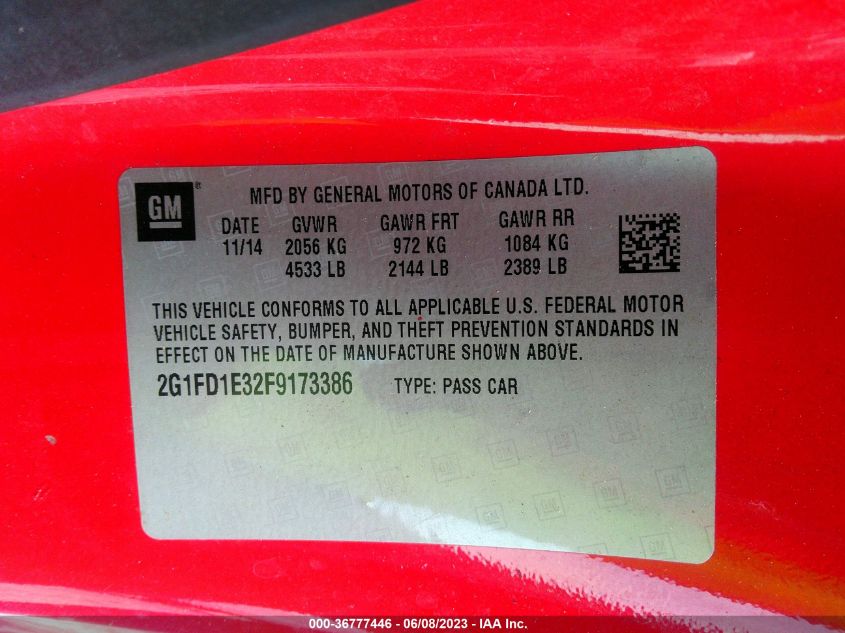 GM ®
MFD BY GENERAL MOTORS OF CANADA LTD.
DATE GVWR GAWR FRT GAWR RR
11/14 2056 KG 972 KG 1084 KG
4533 LB 2144 LB 2389 LB
THIS VEHICLE CONFORMS TO ALL APPLICABLE U.S. FEDERAL MOTOR
VEHICLE SAFETY, BUMPER, AND THEFT PREVENTION STANDARDS IN
EFFECT ON THE DATE OF MANUFACTURE SHOWN ABOVE.
2G1FD1E32F9173386 TYPE: PASS CAR
000-36777446 - 06/08/2023 - IAA Inc.